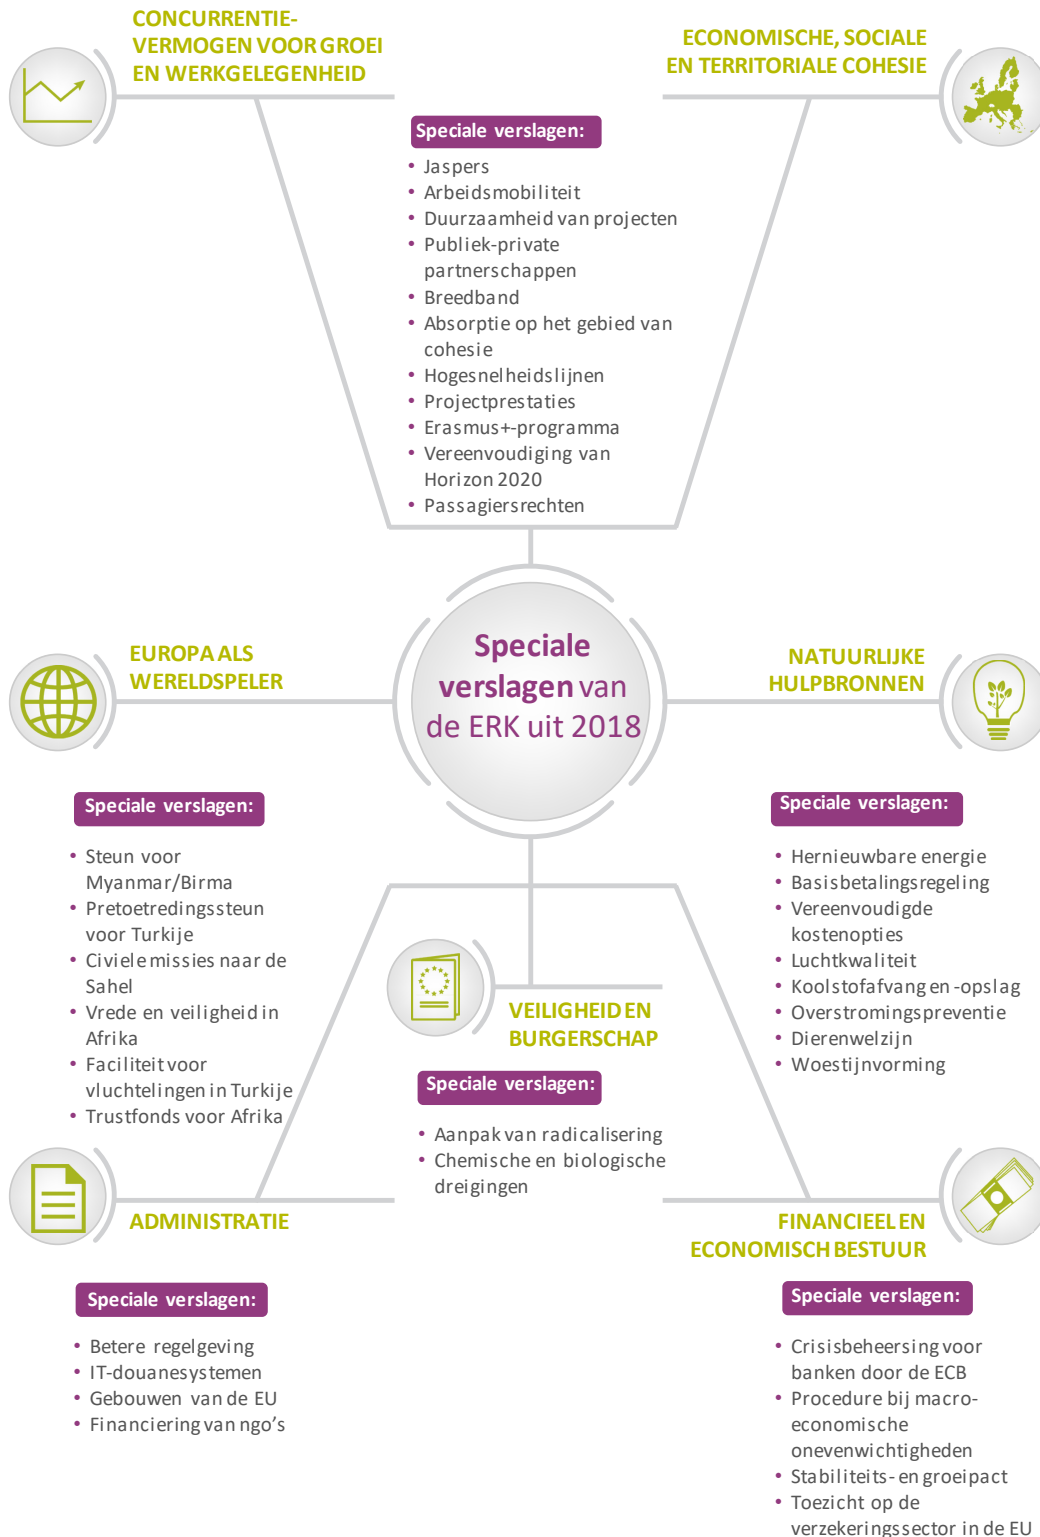 CONCURRENTIE-
VERMOGEN VOOR GROEI
EN WERKGELEGENHEID
ECONOMISCHE, SOCIALE
EN TERRITORIALE COHESIE
Speciale verslagen:
• Jaspers
• Arbeidsmobiliteit
• Duurzaamheid van projecten
• Publiek-private
partnerschappen
• Breedband
• Absorptie op het gebied van
cohesie
• Hogesnelheidslijnen
• Projectprestaties
• Erasmus+-programma
• Vereenvoudiging van
Horizon 2020
• Passagiersrechten
Speciale
verslagen van
de ERK uit 2018
EUROPA ALS
WERELDSPELER
Speciale verslagen:
• Steun voor
Myanmar/Birma
• Pretoetredingssteun
voor Turkije
• Civiele missies naar de
Sahel
• Vrede en veiligheid in
Afrika
• Faciliteit voor
vluchtelingen in Turkije
• Trustfonds voor Afrika
NATUURLIJKE
HULPBRONNEN
Speciale verslagen:
• Hernieuwbare energie
• Basisbetalingsregeling
• Vereenvoudigde
kostenopties
• Luchtkwaliteit
• Koolstofafvang en -opslag
• Overstromingspreventie
• Dierenwelzijn
• Woestijnvorming
VEILIGHEID EN
BURGERSCHAP
Speciale verslagen:
• Aanpak van radicalisering
• Chemische en biologische
dreigingen
ADMINISTRATIE
Speciale verslagen:
• Betere regelgeving
• IT-douanesystemen
• Gebouwen van de EU
• Financiering van ngo's
FINANCIEEL EN
ECONOMISCH BESTUUR
Speciale verslagen:
• Crisisbeheersing voor
banken door de ECB
• Procedure bij macro-
economische
onevenwichtigheden
• Stabiliteits- en groeipact
• Toezicht op de
verzekeringssector in de EU